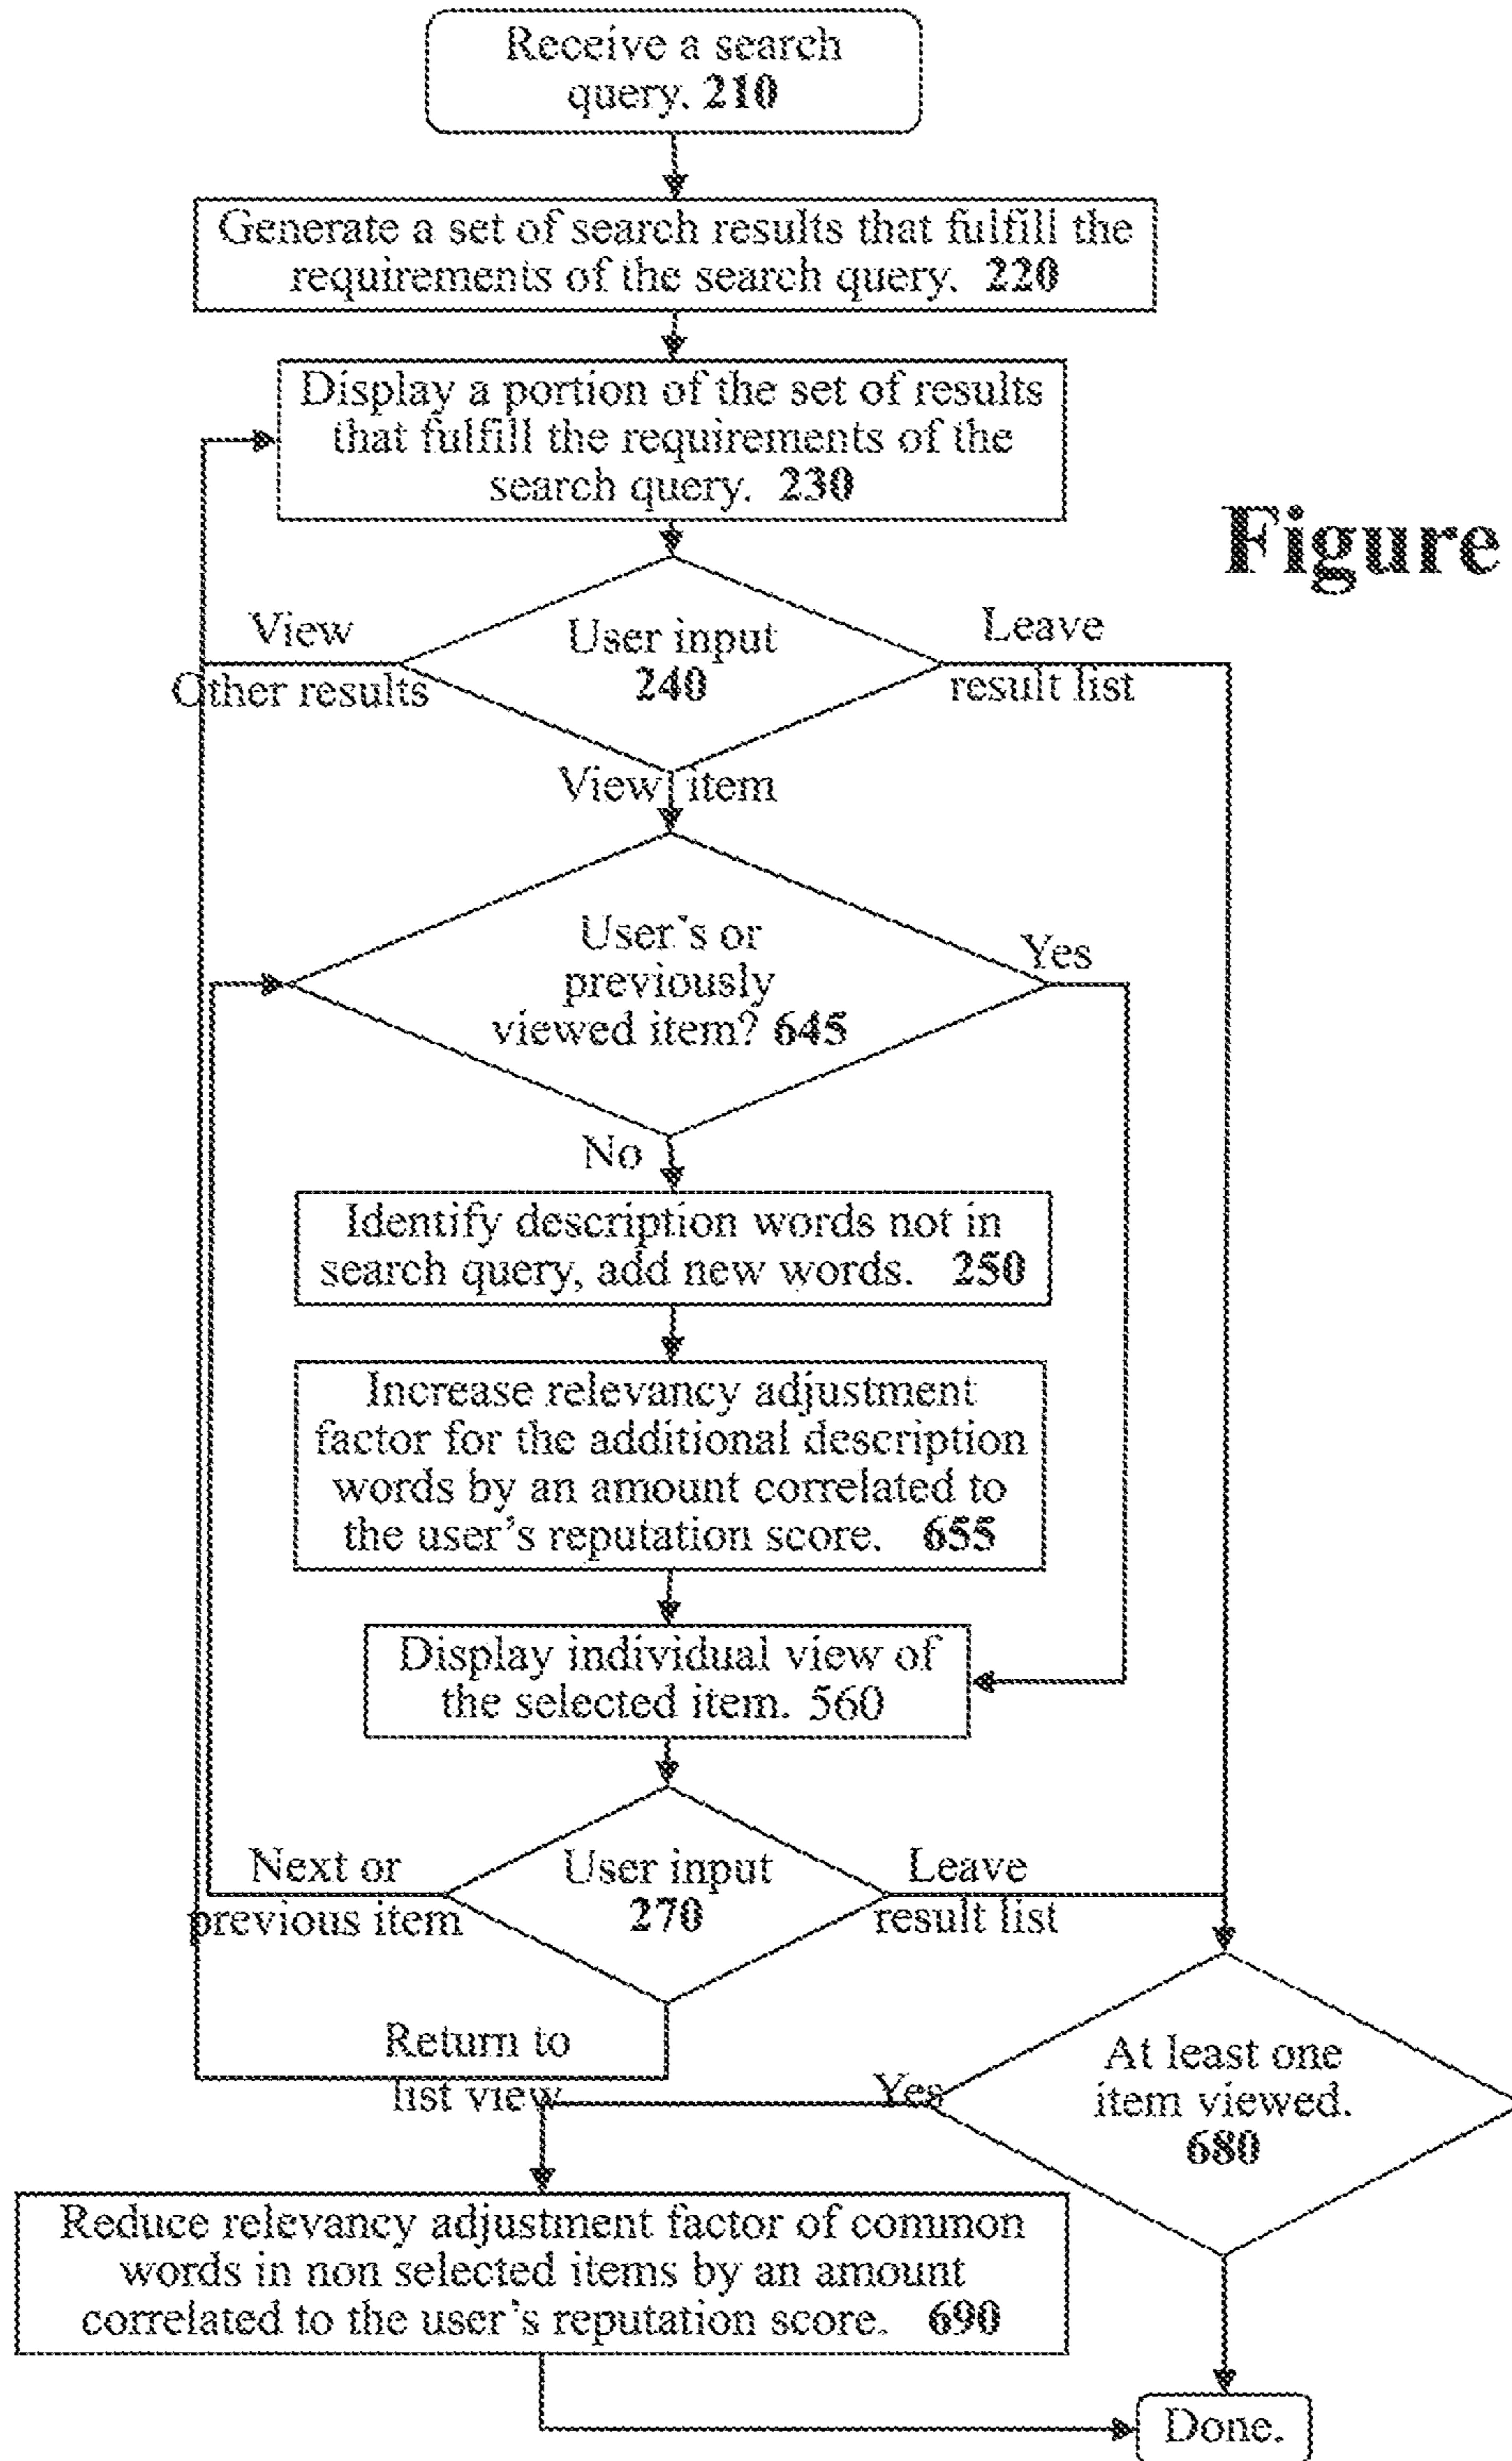 Receive a search
query. 210
Generate a set of search results that fulfill the
requirements of the search query. 220
Display a portion of the set of results
that fulfill the requirements of the
search query. 230
Figure
View
Other results
User input
240
Leave
result list
View item
User's or
previously
viewed item? 645
Yes
No
Identify description words not in
search query, add new words. 250
Increase relevancy adjustment
factor for the additional description
words by an amount correlated to
the user's reputation score. 655
Display individual view of
the selected item. 560
Next or
previous item
User input
270
Leave
result list
Return to
list view
Yes
At least one
item viewed.
680
Reduce relevancy adjustment factor of common
words in non selected items by an amount
correlated to the user's reputation score. 690
Done.